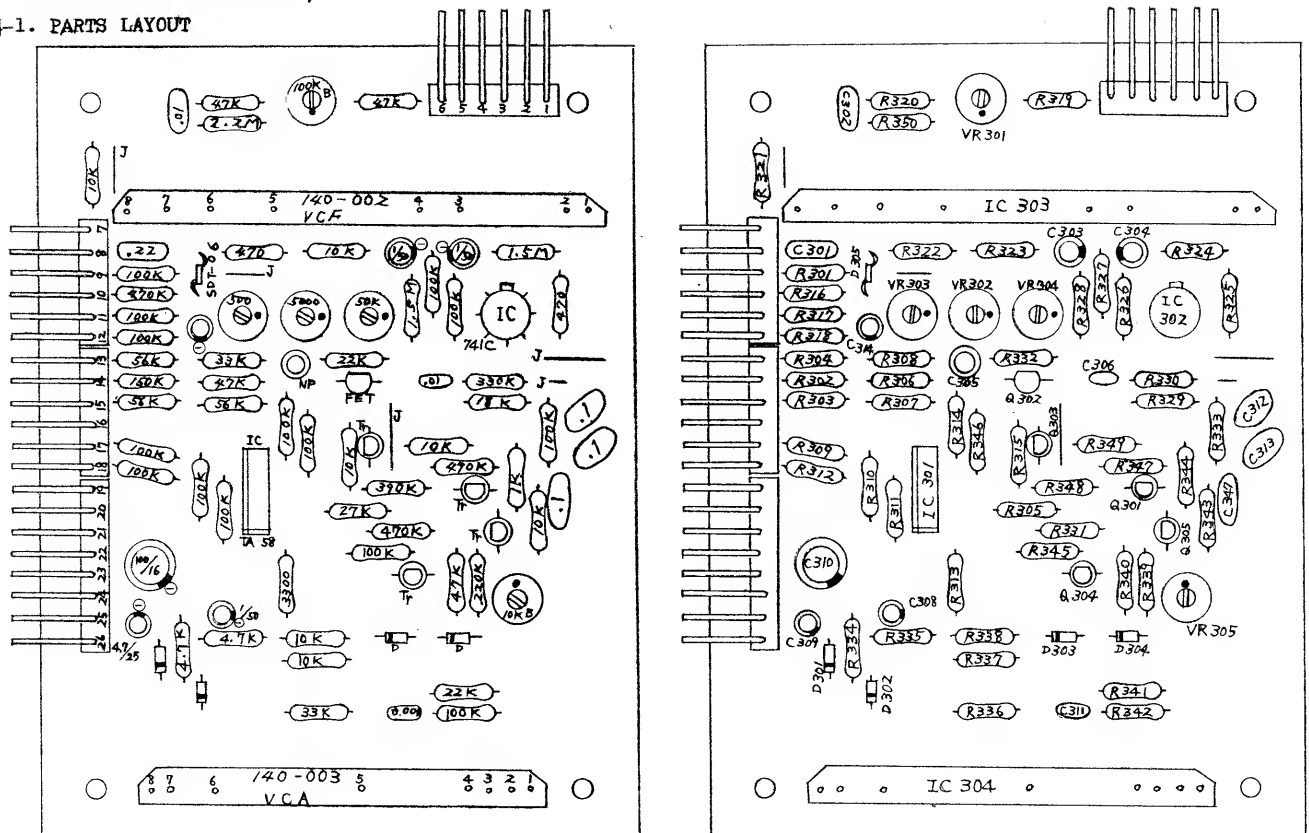 4-1. PARTS LAYOUT
.01
47K
2.2M
100K
B
47K
6 5 4 3 2 1
10K
J
8 7 6 5 140-002 4 3 2 1
VCF
7
8
9
10
11
12
13
14
15
16
17
18
19
20
21
22
23
24
25
26
.22
SDT-06
470
10K
1/50
1/50
1.5M
100K
J
470K
500
5000
50K
1.5M
100K
100K
IC
470
100K
100K
741C
56K
33K
NP
22K
J
150K
47K
FET
.01
330K
J
56K
56K
18K
100K
100K
J
Tr
10K
10K
100K
.1
.1
100K
100K
IC
470K
100K
100K
390K
Tr
1K
10K
.1
27K
TA 58
470K
Tr
100K
100/16
3300
Tr
47K
220K
10KB
1/50
4.7/25
4.7K
4.7K
10K
D
D
10K
22K
33K
0.001
100K
8 7 6 140-003 5 4 3 2 1
VCA
C302
R320
R350
VR301
R319
R321
IC 303
C301
D305
R322
R323
C303
C304
R324
R301
R316
VR303
VR302
VR304
R328
R327
R326
IC 302
R325
R317
R318
C314
R304
R308
C305
R332
C306
R302
R306
Q302
R330
R303
R307
R329
R314
R346
R315
Q303
R333
C312
C313
R309
R312
R349
R347
R344
R310
R311
IC 301
R348
Q301
R343
C347
R305
R331
Q305
R345
C310
R313
Q304
R340
R339
VR305
C308
C309
R334
R335
R338
D303
D304
D301
R337
D302
R341
R336
C311
R342
IC 304